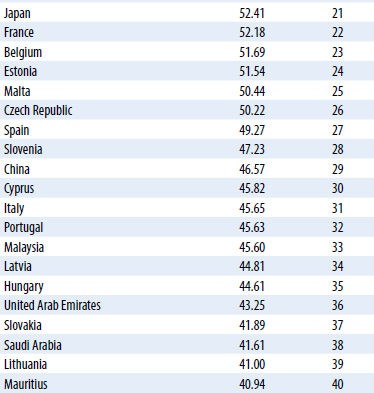 Japan 52.41 21
France 52.18 22
Belgium 51.69 23
Estonia 51.54 24
Malta 50.44 25
Czech Republic 50.22 26
Spain 49.27 27
Slovenia 47.23 28
China 46.57 29
Cyprus 45.82 30
Italy 45.65 31
Portugal 45.63 32
Malaysia 45.60 33
Latvia 44.81 34
Hungary 44.61 35
United Arab Emirates 43.25 36
Slovakia 41.89 37
Saudi Arabia 41.61 38
Lithuania 41.00 39
Mauritius 40.94 40